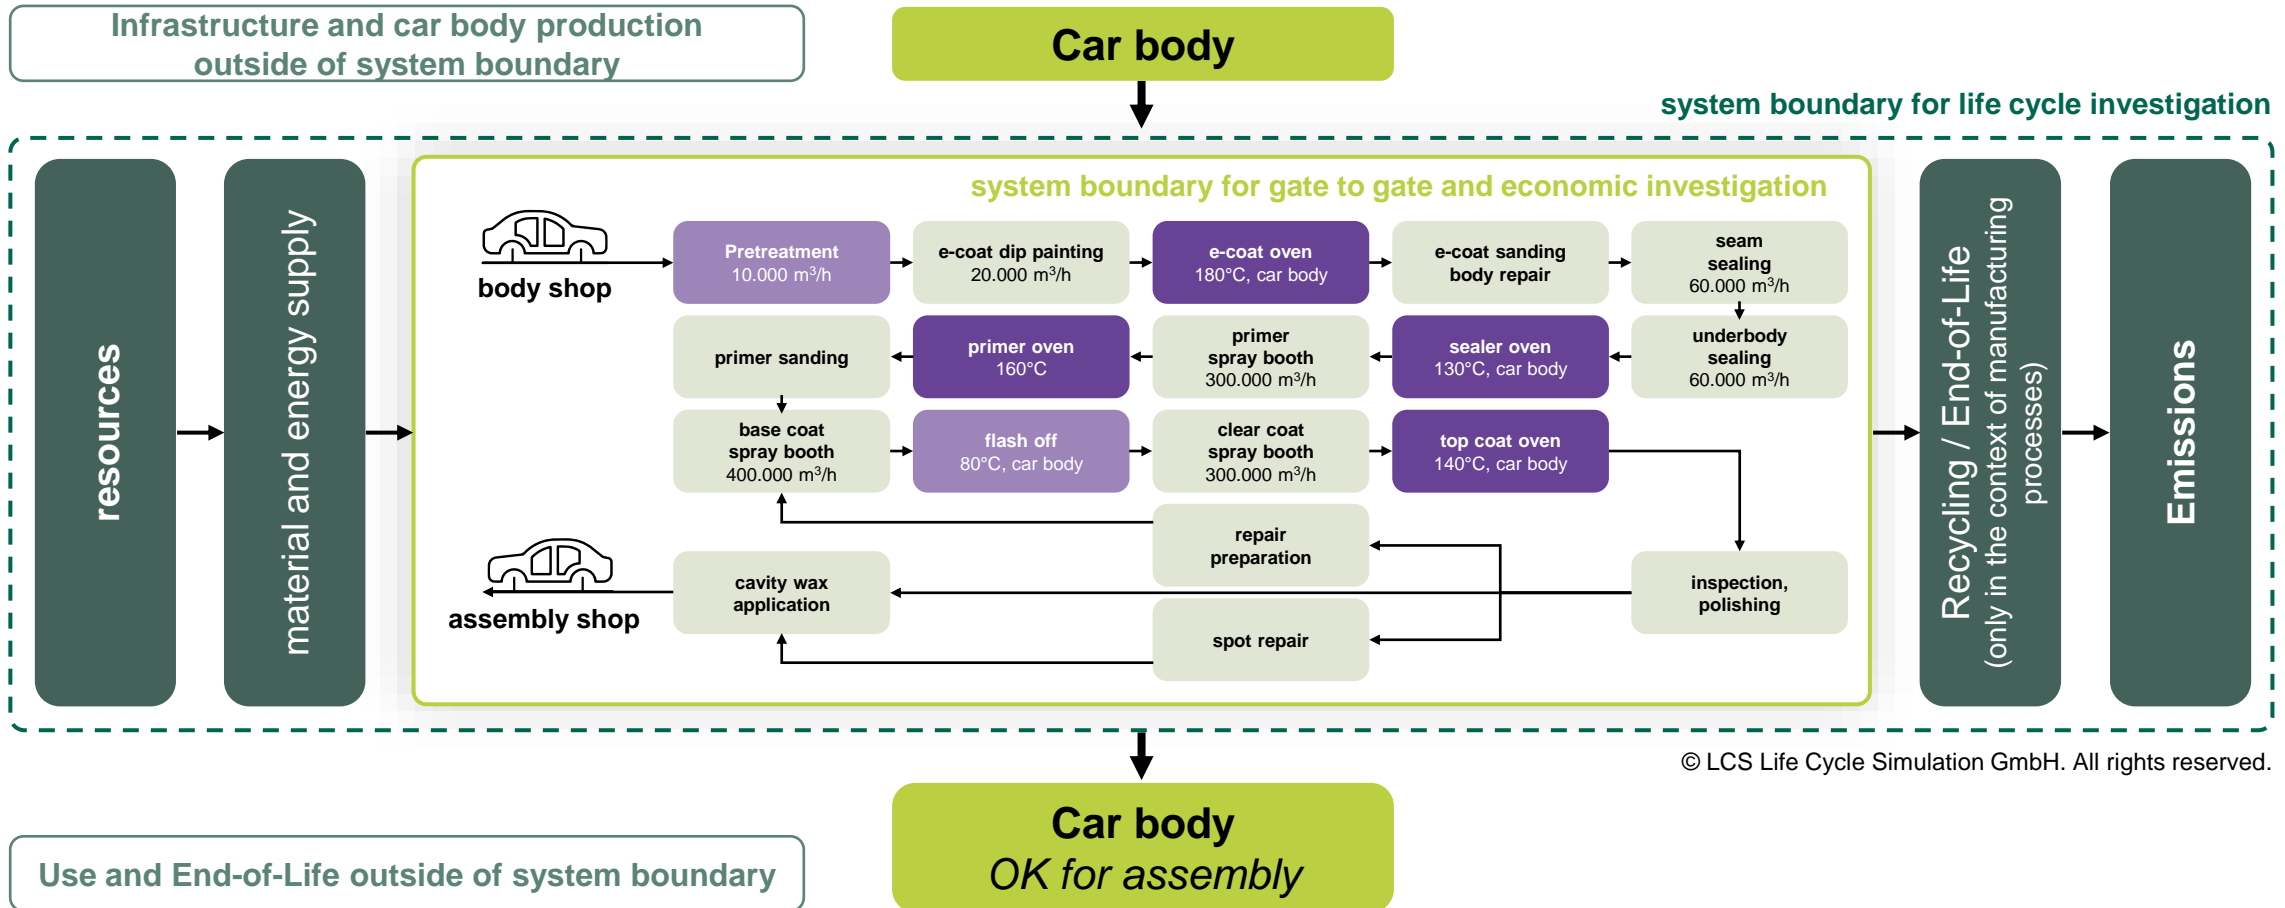 Infrastructure and car body production
outside of system boundary
Car body
system boundary for life cycle investigation
resources
material and energy supply
system boundary for gate to gate and economic investigation
body shop
Pretreatment
10.000 m³/h
e-coat dip painting
20.000 m³/h
e-coat oven
180°C, car body
e-coat sanding
body repair
seam
sealing
60.000 m³/h
primer sanding
primer oven
160°C
primer
spray booth
300.000 m³/h
sealer oven
130°C, car body
underbody
sealing
60.000 m³/h
base coat
spray booth
400.000 m³/h
flash off
80°C, car body
clear coat
spray booth
300.000 m³/h
top coat oven
140°C, car body
repair
preparation
assembly shop
cavity wax
application
inspection,
polishing
spot repair
Recycling / End-of-Life
(only in the context of manufacturing
processes)
Emissions
© LCS Life Cycle Simulation GmbH. All rights reserved.
Car body
OK for assembly
Use and End-of-Life outside of system boundary